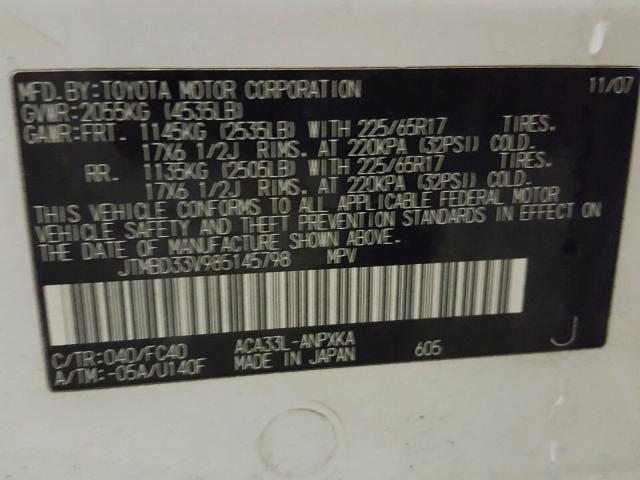 MFD. BY: TOYOTA MOTOR CORPORATION 11/07
GVWR: 2055KG (4535LB)
GAWR: FRT. 1145KG (2535LB) WITH 225/65R17 TIRES.
17X6 1/2J RIMS. AT 220KPA (32PSI) COLD.
RR. 1135KG (2505LB) WITH 225/65R17 TIRES.
17X6 1/2J RIMS. AT 220KPA (32PSI) COLD.
THIS VEHICLE CONFORMS TO ALL APPLICABLE FEDERAL MOTOR
VEHICLE SAFETY AND THEFT PREVENTION STANDARDS IN EFFECT ON
THE DATE OF MANUFACTURE SHOWN ABOVE.
JTMBD33V985145798 MPV
C/TR: 040/FC40 ACA33L-ANPXKA 605 J
A/TM: -05A/U140F MADE IN JAPAN